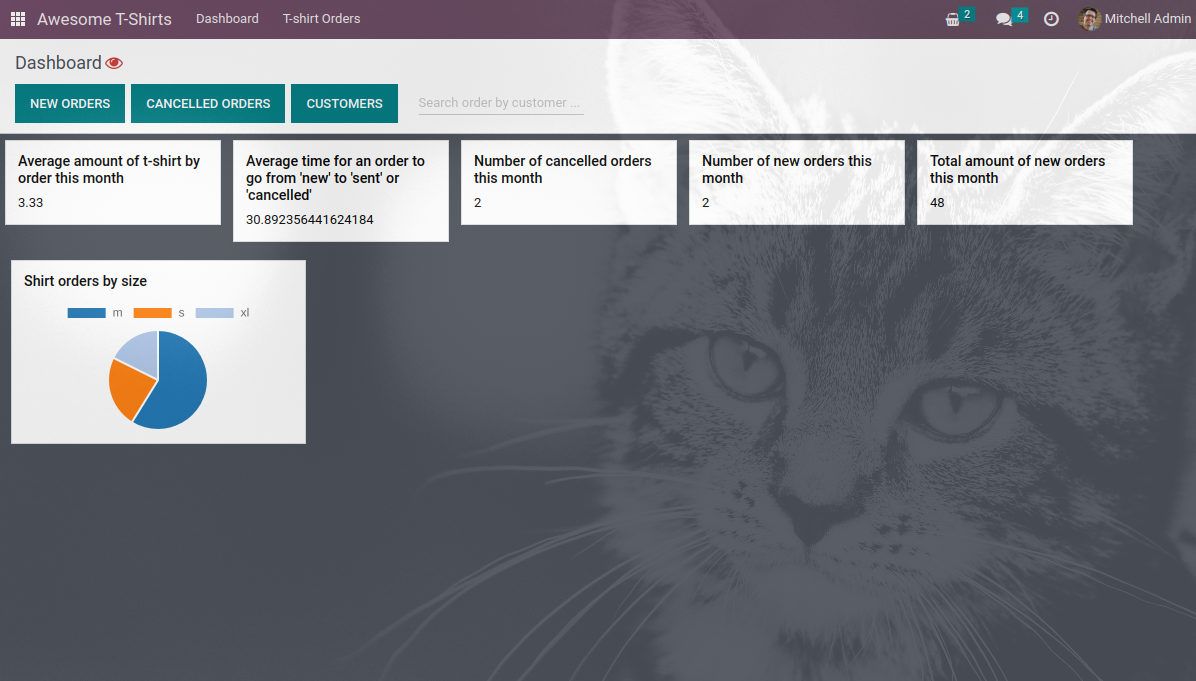 Awesome T-Shirts Dashboard T-shirt Orders 2 4 Mitchell Admin
Dashboard
NEW ORDERS CANCELLED ORDERS CUSTOMERS Search order by customer ...
Average amount of t-shirt by
order this month
3.33
Average time for an order to
go from 'new' to 'sent' or
'cancelled'
30.892356441624184
Number of cancelled orders
this month
2
Number of new orders this
month
2
Total amount of new orders
this month
48
Shirt orders by size
m s xl